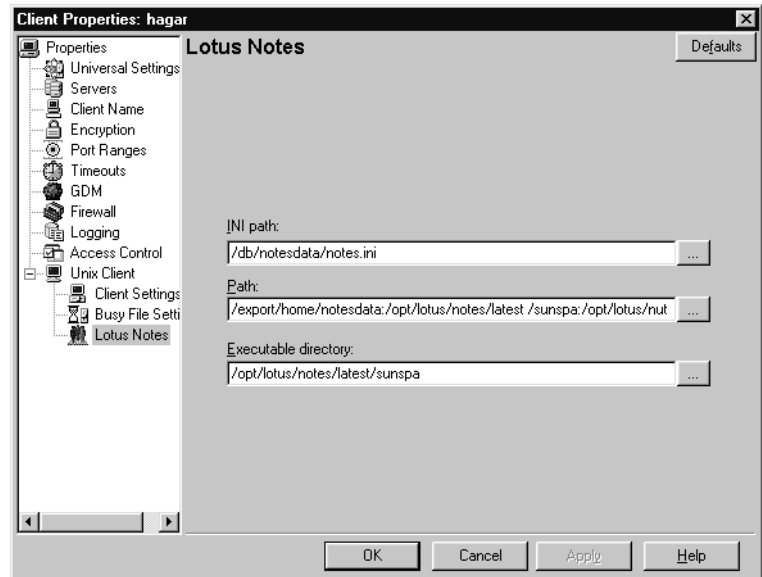 Client Properties: hagar
Properties
Universal Settings
Servers
Client Name
Encryption
Port Ranges
Timeouts
GDM
Firewall
Logging
Access Control
Unix Client
Client Settings
Busy File Setti
Lotus Notes
Lotus Notes
Defaults
INI path:
/db/notesdata/notes.ini
...
Path:
/export/home/notesdata:/opt/lotus/notes/latest /sunspa:/opt/lotus/nut
...
Executable directory:
/opt/lotus/notes/latest/sunspa
...
OK Cancel Apply Help